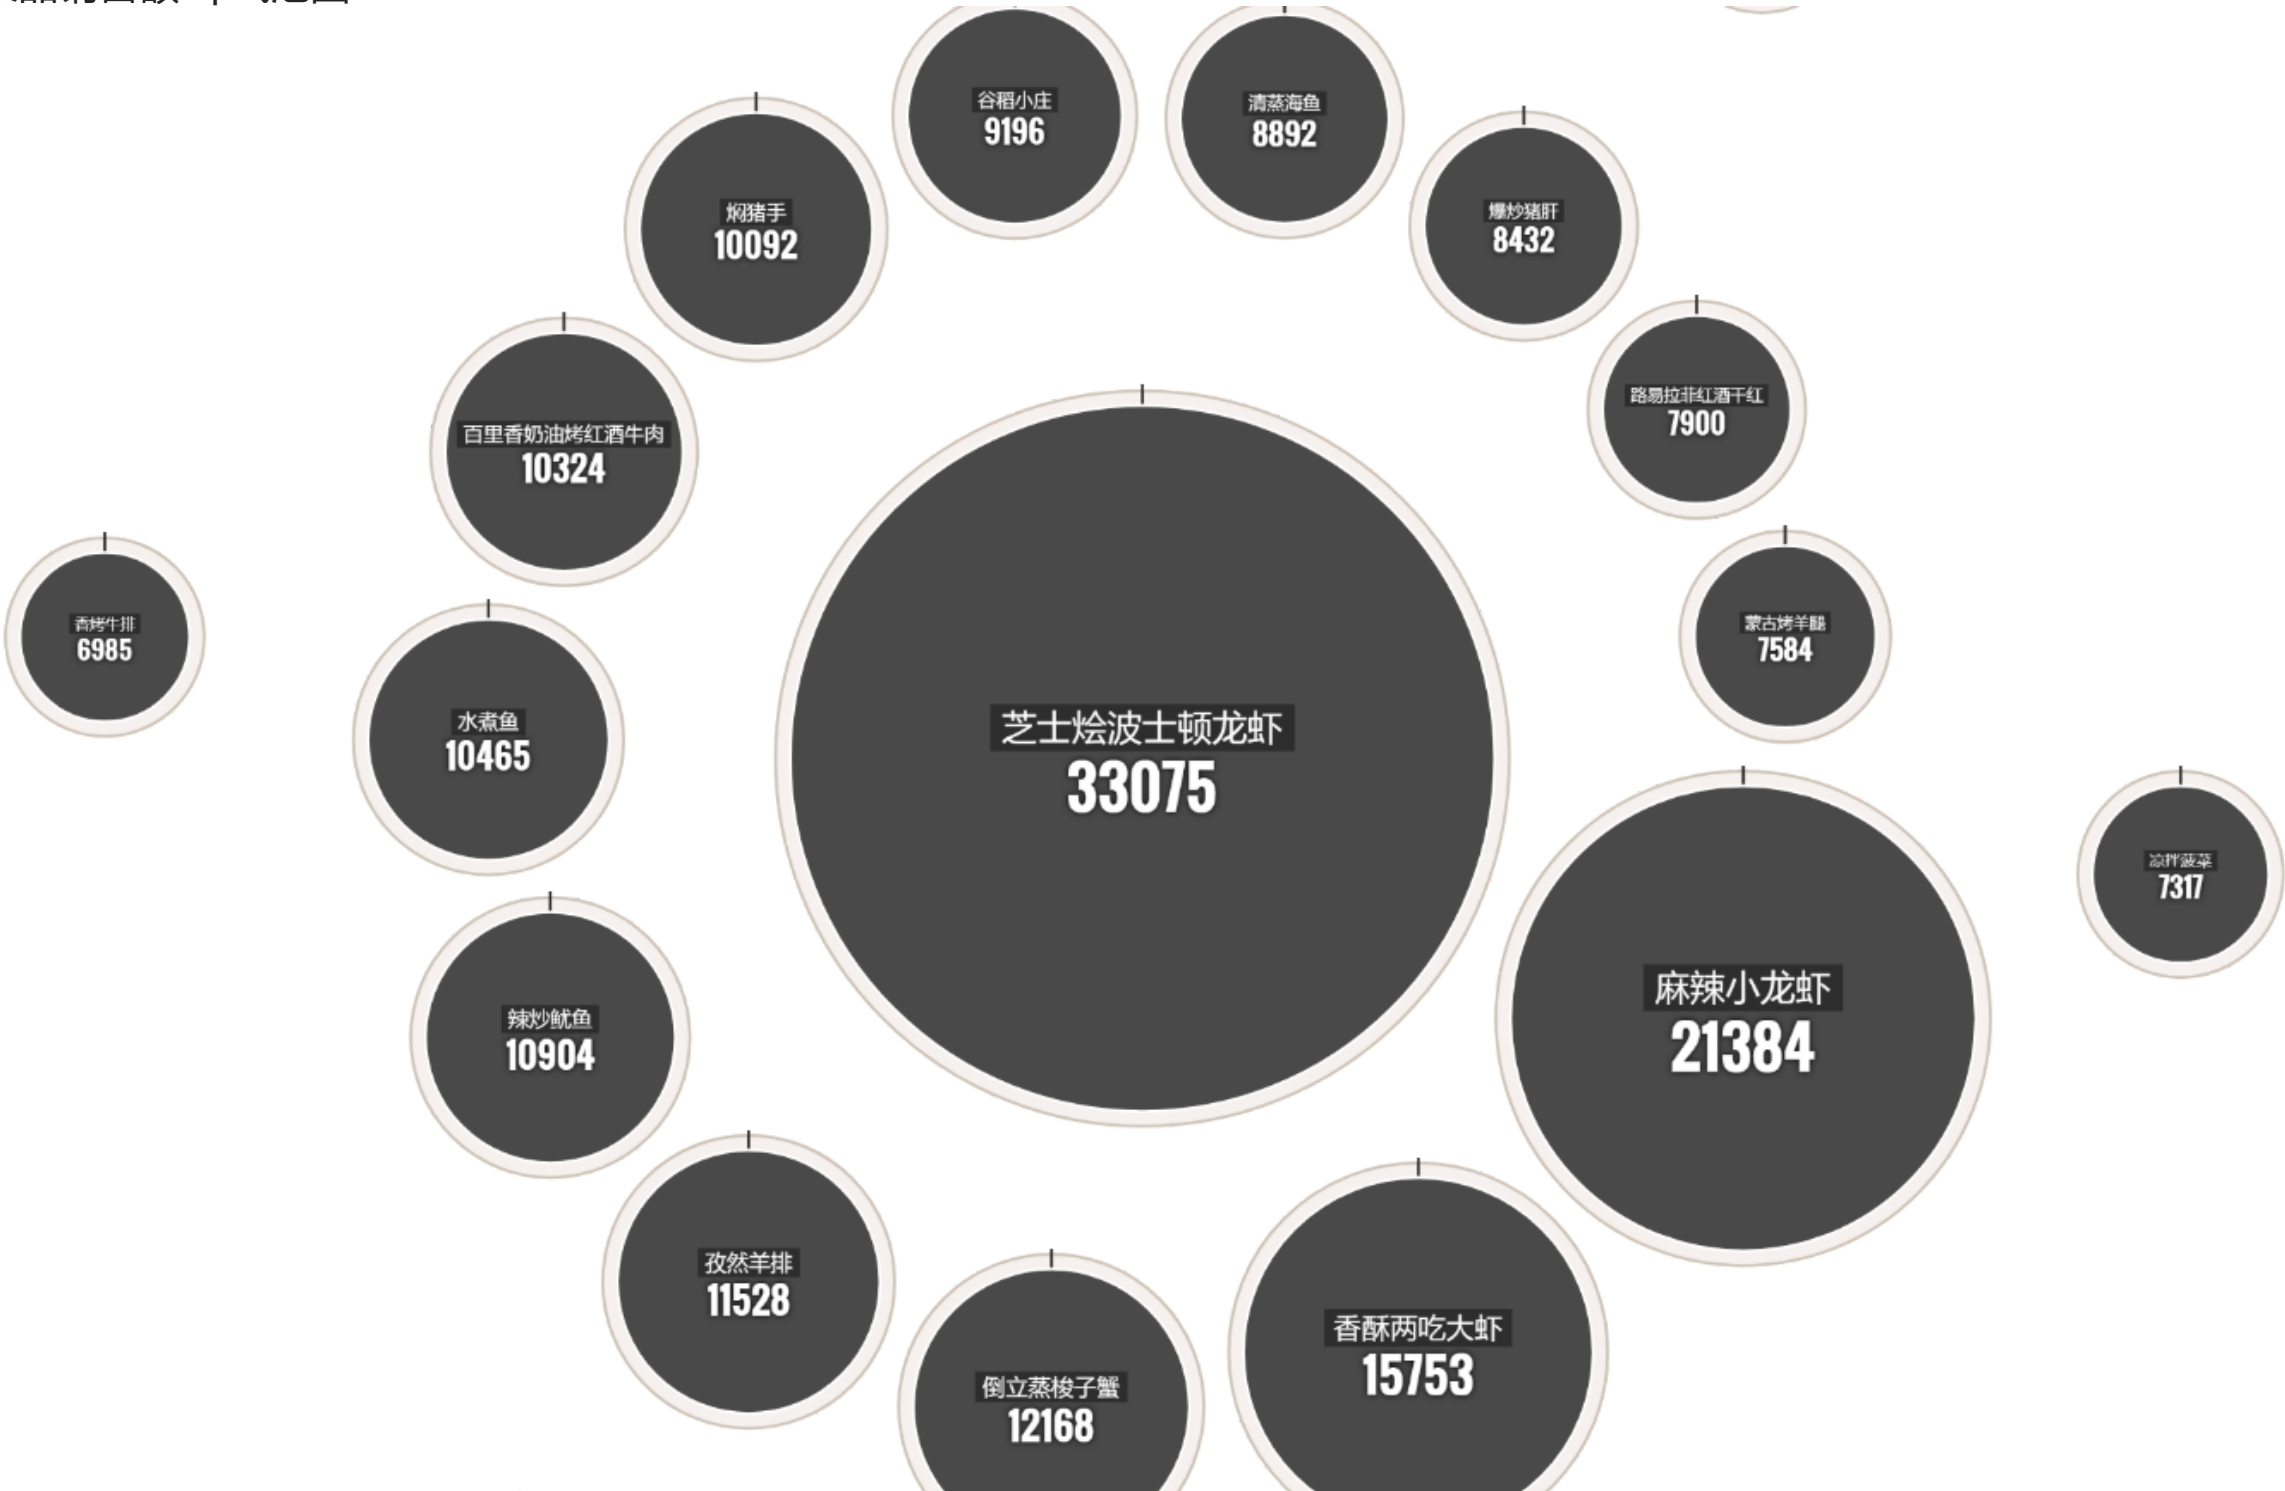 谷稻小庄
9196
清蒸海鱼
8892
焖猪手
10092
爆炒猪肝
8432
路易拉菲红酒干红
7900
百里香奶油烤红酒牛肉
10324
香烤牛排
6985
蒙古烤羊腿
7584
水煮鱼
10465
芝士烩波士顿龙虾
33075
凉拌菠菜
7317
麻辣小龙虾
21384
辣炒鱿鱼
10904
孜然羊排
11528
香酥两吃大虾
15753
倒立蒸梭子蟹
12168